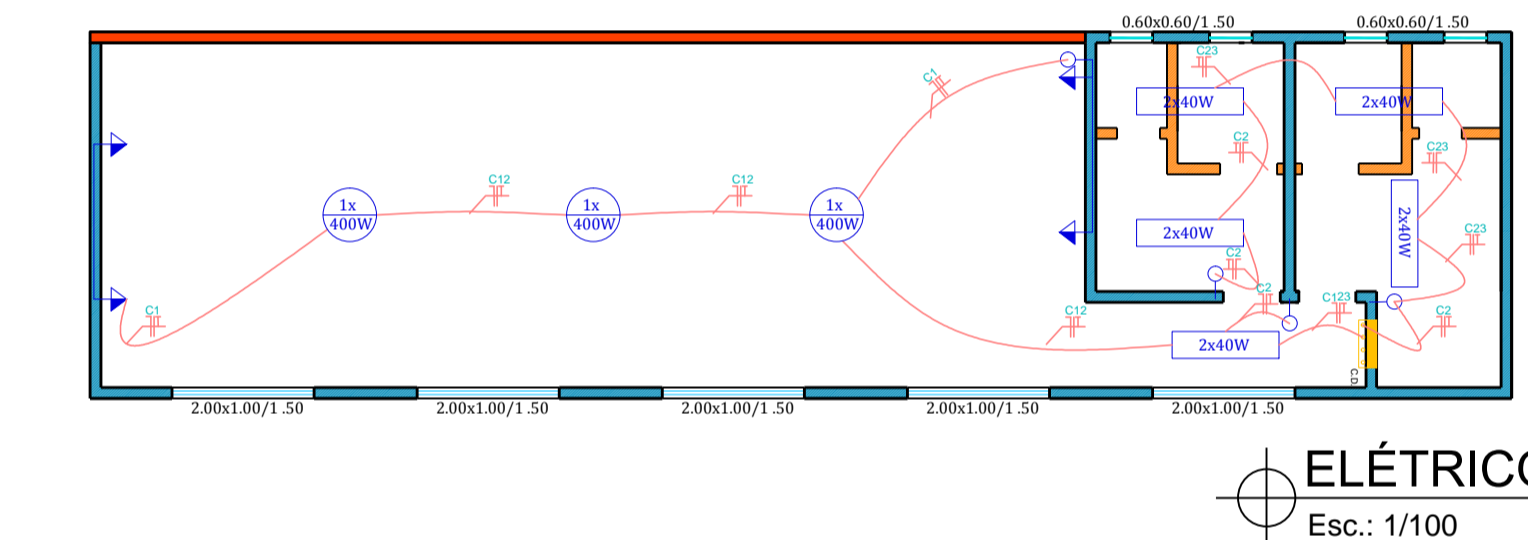 0.60x0.60/1.50
0.60x0.60/1.50
C23
C1
2x40W
2x40W
C2
C23
C12
C12
1x
400W
1x
400W
1x
400W
2x40W
2x40W
C23
C2
C2
C1
C12
C123
C2
2x40W
C.D.
2.00x1.00/1.50
2.00x1.00/1.50
2.00x1.00/1.50
2.00x1.00/1.50
2.00x1.00/1.50
ELÉTRICO
Esc.: 1/100